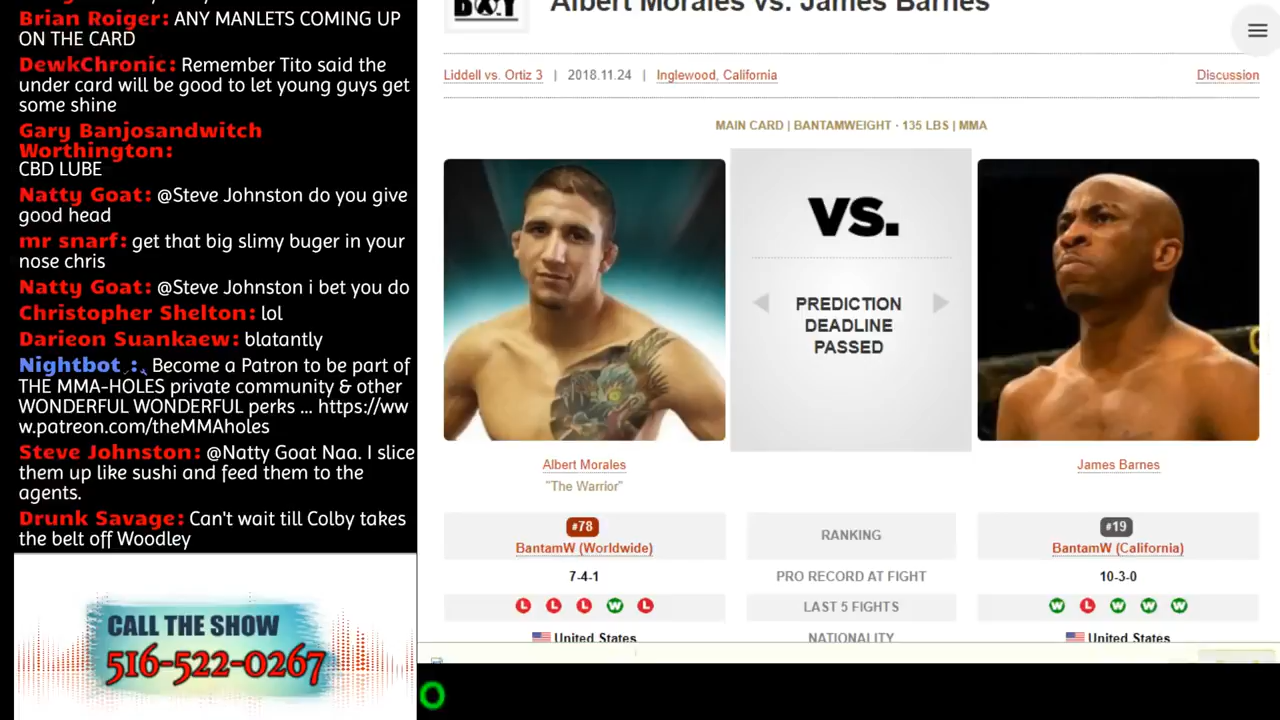 Brian Roiger: ANY MANLETS COMING UP
ON THE CARD
DewkChronic: Remember Tito said the
under card will be good to let young guys get
some shine
Gary Banjosandwitch
Worthington:
CBD LUBE
Natty Goat: @Steve Johnston do you give
good head
mr snarf: get that big slimy buger in your
nose chris
Natty Goat: @Steve Johnston i bet you do
Christopher Shelton: lol
Darieon Suankaew: blatantly
Nightbot : Become a Patron to be part of
THE MMA-HOLES private community & other
WONDERFUL WONDERFUL perks ... https://ww
w.patreon.com/theMMAholes
Steve Johnston: @Natty Goat Naa. I slice
them up like sushi and feed them to the
agents.
Drunk Savage: Can't wait till Colby takes
the belt off Woodley
CALL THE SHOW
516-522-0267
Albert Morales vs. James Barnes
Liddell vs. Ortiz 3 | 2018.11.24 | Inglewood, California
Discussion
MAIN CARD | BANTAMWEIGHT · 135 LBS | MMA
VS.
PREDICTION
DEADLINE
PASSED
Albert Morales
"The Warrior"
James Barnes
#78 RANKING #19
BantamW (Worldwide) BantamW (California)
7-4-1 PRO RECORD AT FIGHT 10-3-0
L L L W L LAST 5 FIGHTS W L W W W
United States NATIONALITY United States
O